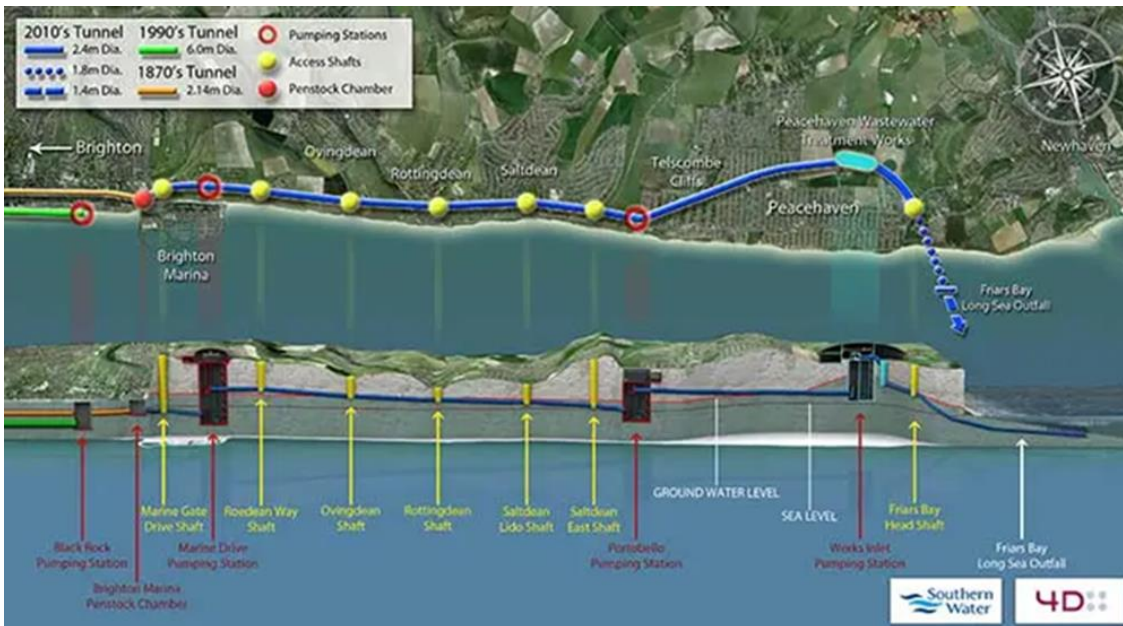 2010's Tunnel
2.4m Dia.
1.8m Dia.
1.4m Dia.
1990's Tunnel
6.0m Dia.
1870's Tunnel
2.14m Dia.
Pumping Stations
Access Shafts
Penstock Chamber
Brighton
Ovingdean
Rottingdean
Saltdean
Telscombe
Cliffs
Peacehaven Wastewater
Treatment Works
Newhaven
Peacehaven
Brighton
Marina
Friars Bay
Long Sea Outfall
Marine Gate
Drive Shaft
Roedean Way
Shaft
Ovingdean
Shaft
Rottingdean
Shaft
Saltdean
Lido Shaft
Saltdean
East Shaft
GROUND WATER LEVEL
SEA LEVEL
Friars Bay
Head Shaft
Black Rock
Pumping Station
Brighton Marina
Penstock Chamber
Marine Drive
Pumping Station
Portobello
Pumping Station
Works Inlet
Pumping Station
Friars Bay
Long Sea Outfall
Southern
Water
4D